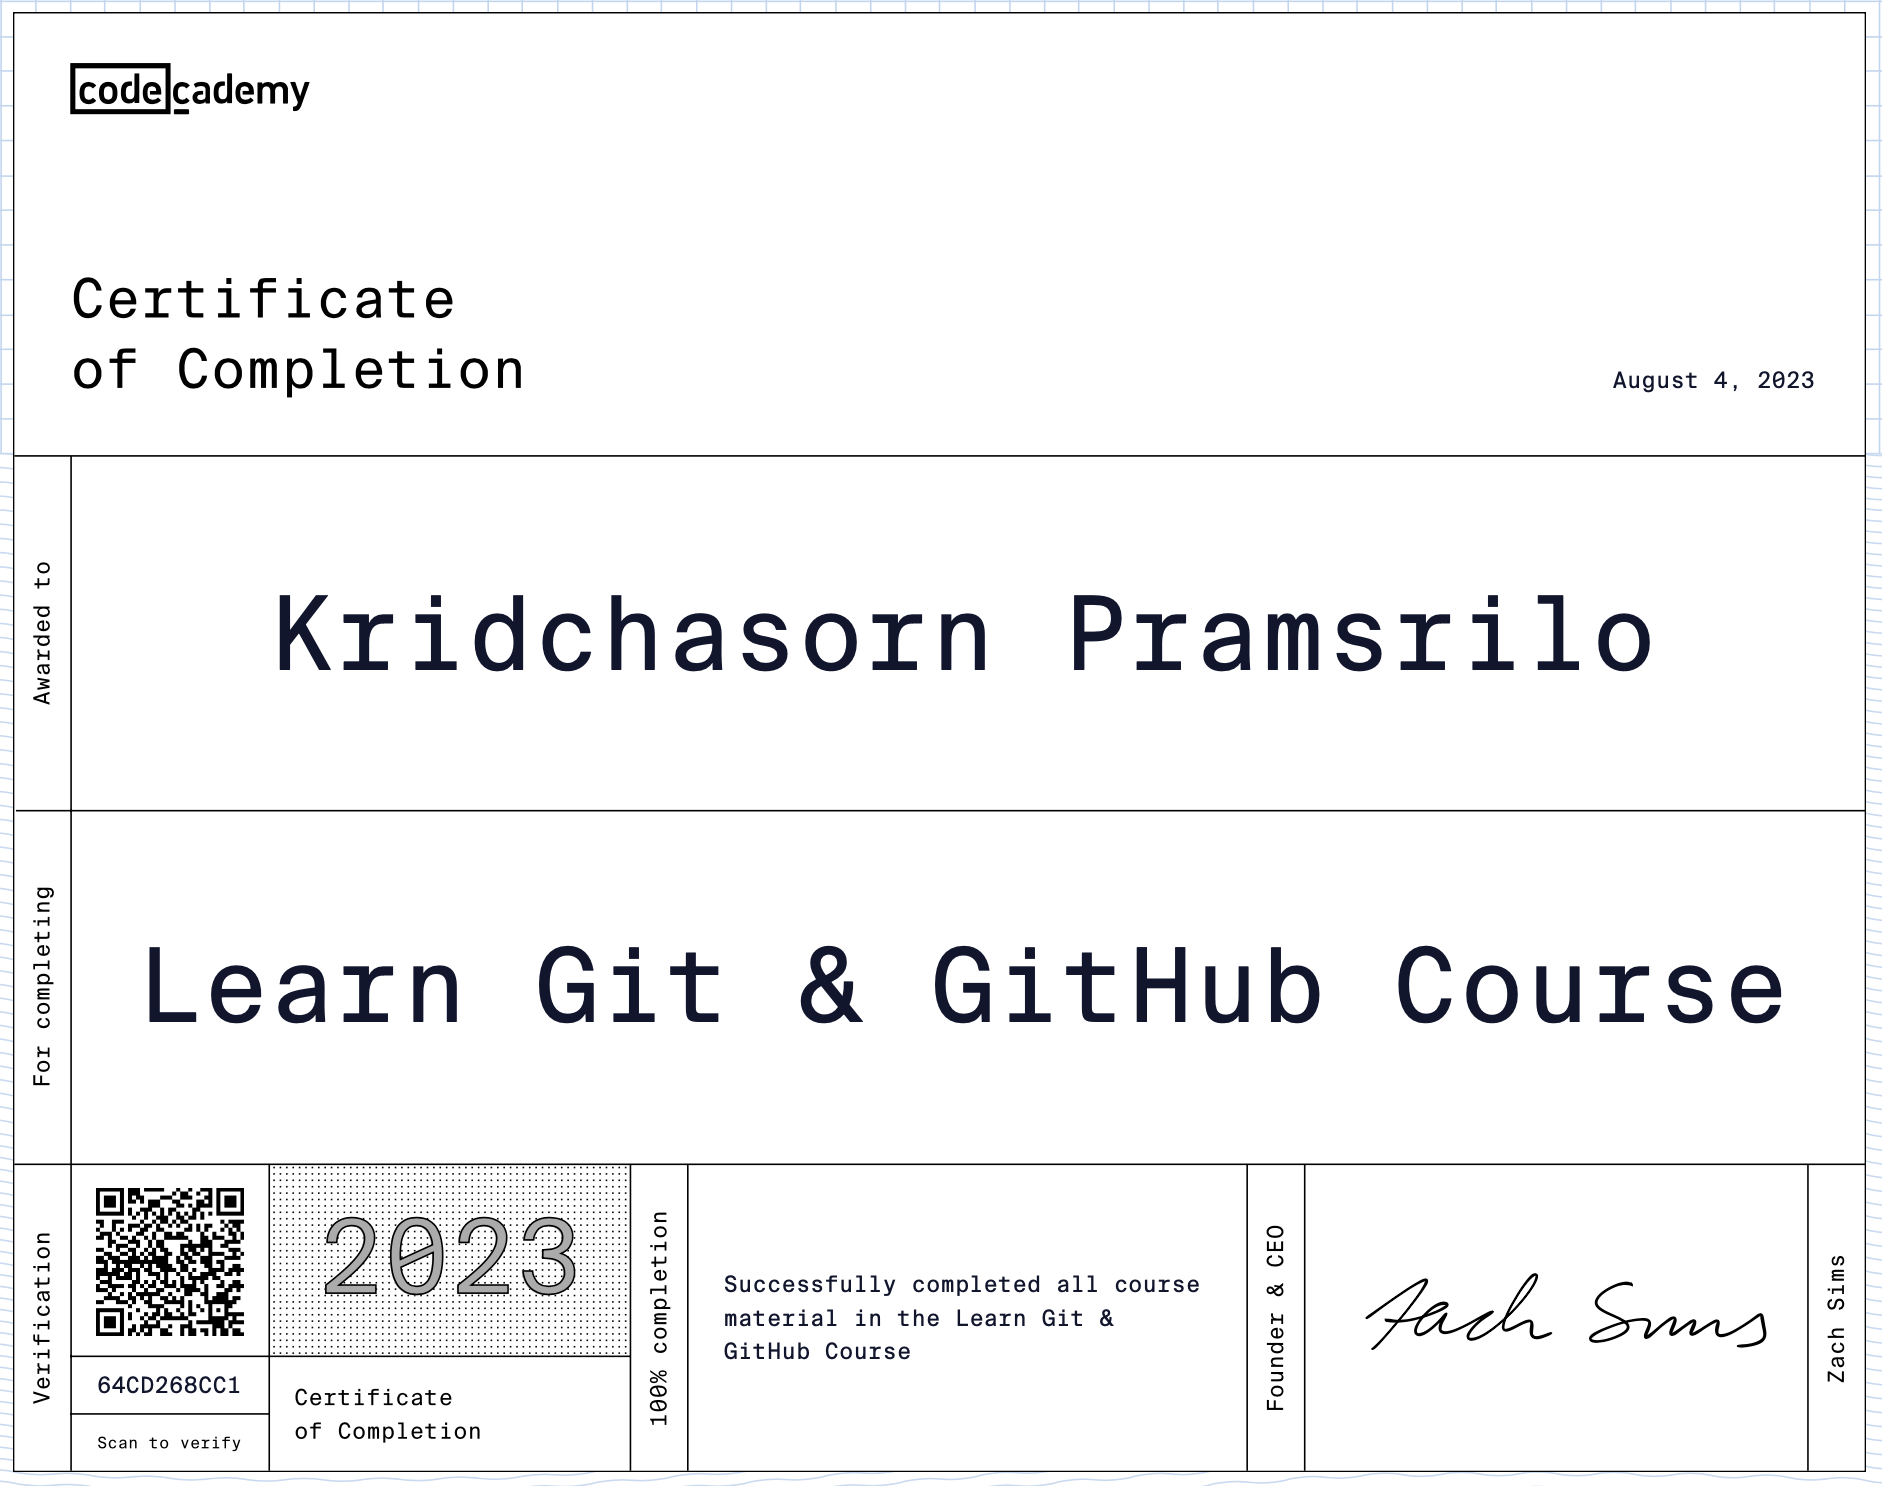 codecademy
Certificate
of Completion
August 4, 2023
Awarded to
Kridchasorn Pramsrilo
For completing
Learn Git & GitHub Course
Verification
64CD268CC1
Scan to verify
2023
Certificate
of Completion
100% completion
Successfully completed all course
material in the Learn Git &
GitHub Course
Founder & CEO
Zach Sims
Zach Sims